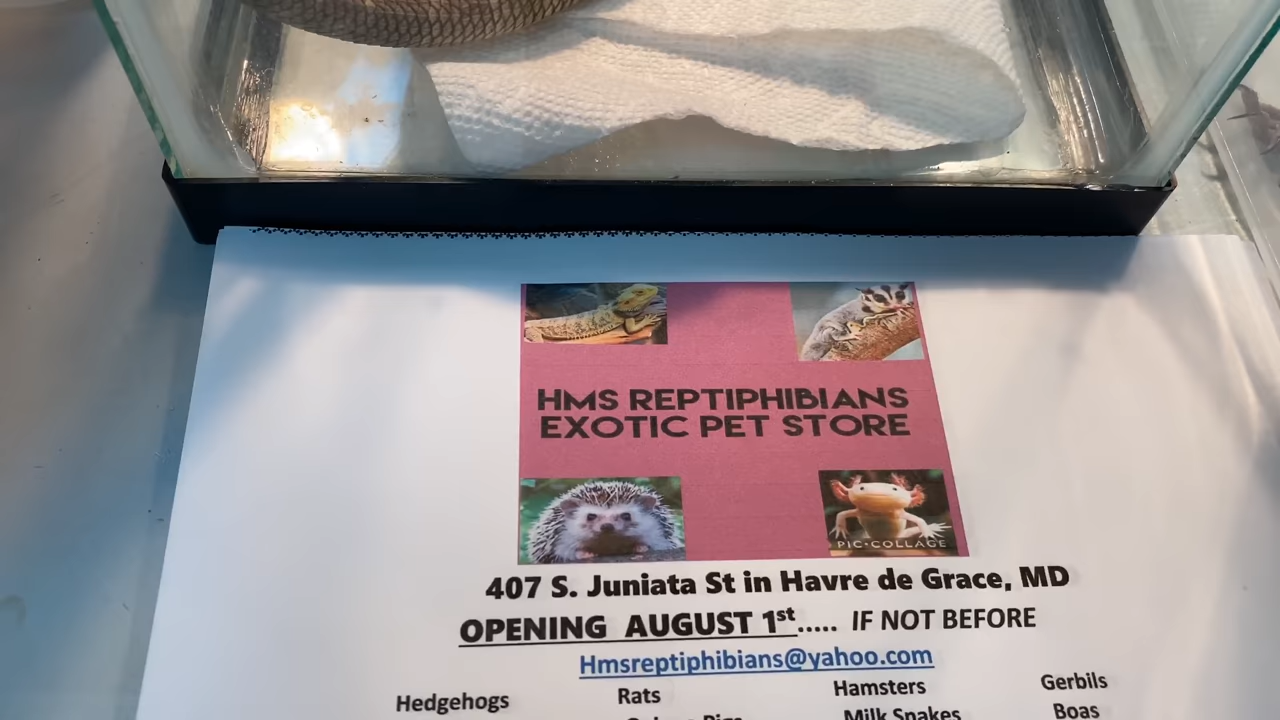 HMS REPTIPHIBIANS
EXOTIC PET STORE
PIC•COLLAGE
407 S. Juniata St in Havre de Grace, MD
OPENING AUGUST 1st..... IF NOT BEFORE
Hmsreptiphibians@yahoo.com
Hedgehogs Rats Hamsters Gerbils
Milk Snakes Boas